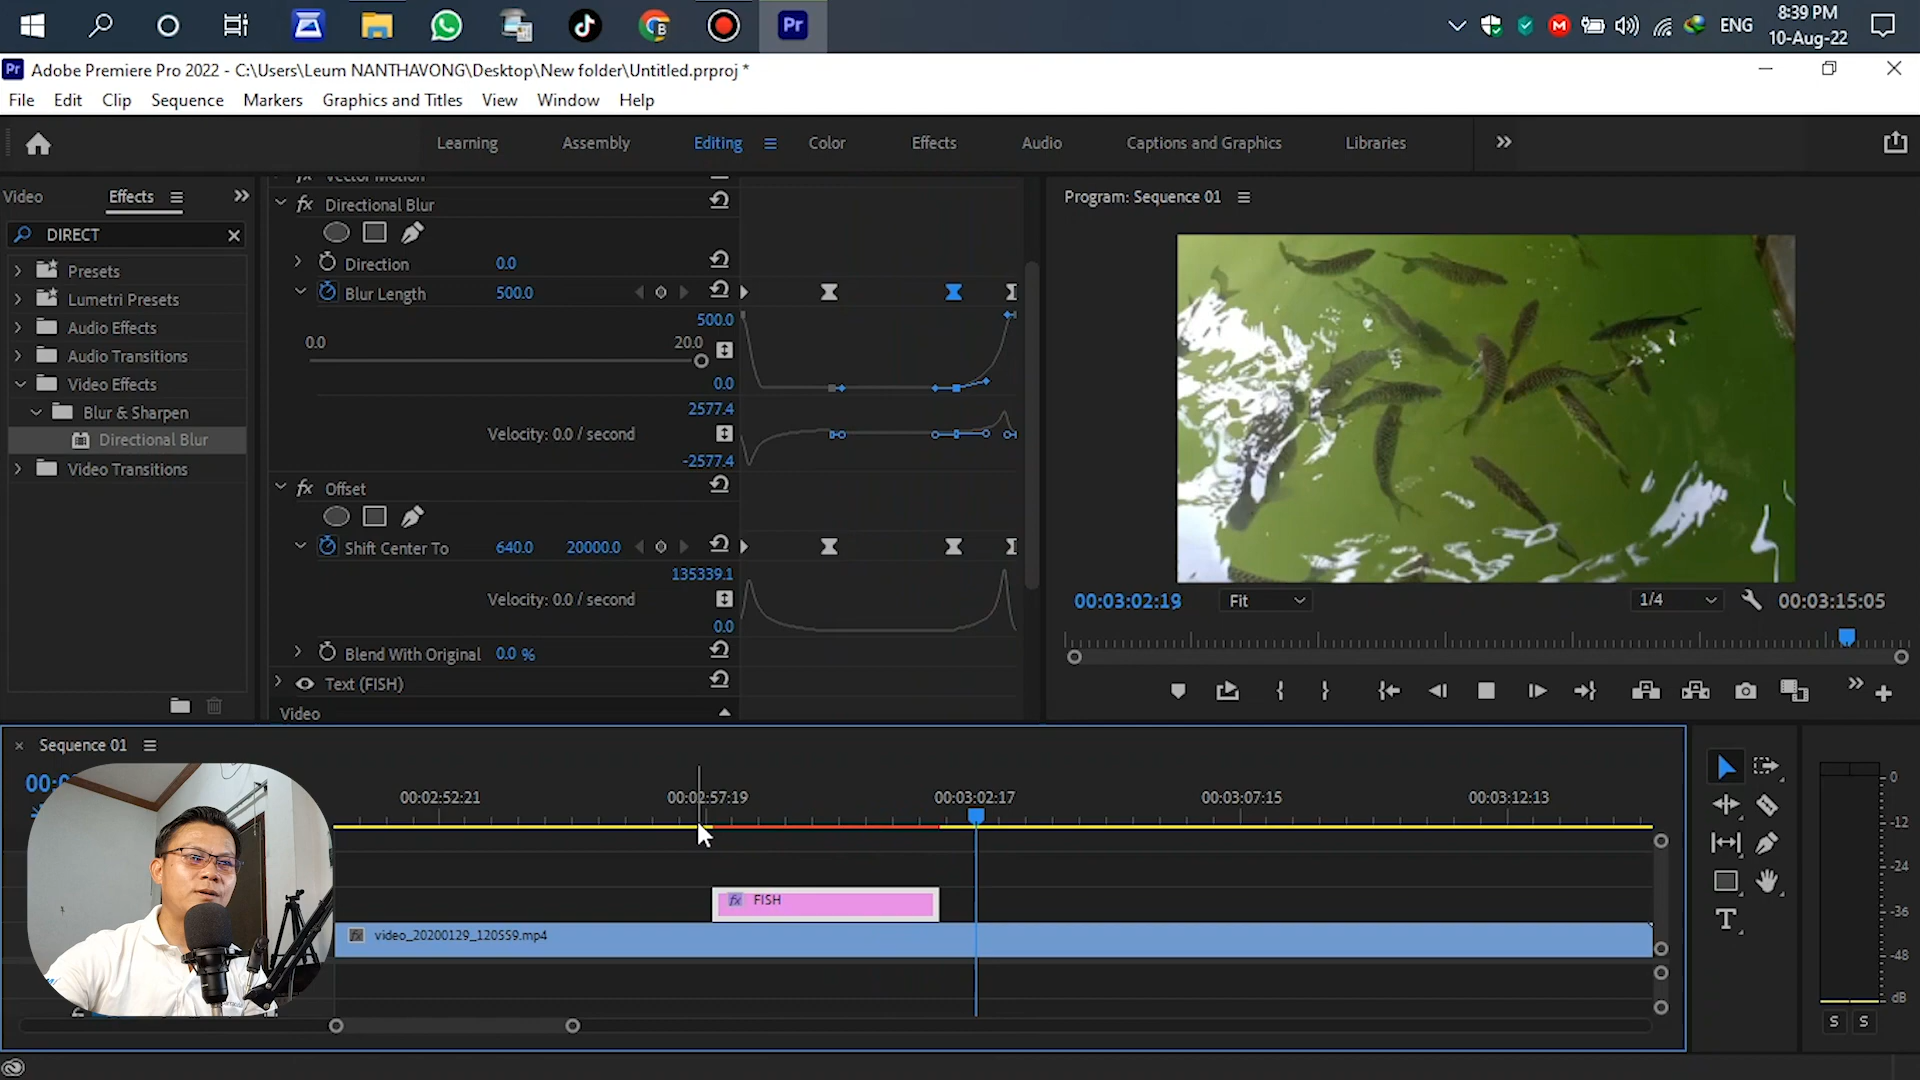 ENG
8:39 PM
10-Aug-22
Pr
Adobe Premiere Pro 2022 - C:\Users\Leum NANTHAVONG\Desktop\New folder\Untitled.prproj *
File Edit Clip Sequence Markers Graphics and Titles View Window Help
Learning Assembly Editing Color Effects Audio Captions and Graphics Libraries
Video Effects
DIRECT
Presets
Lumetri Presets
Audio Effects
Audio Transitions
Video Effects
Blur & Sharpen
Directional Blur
Video Transitions
Vector Motion
fx Directional Blur
Direction 0.0
Blur Length 500.0
500.0
0.0 20.0
0.0
2577.4
Velocity: 0.0 / second
-2577.4
fx Offset
Shift Center To 640.0 20000.0
135339.1
Velocity: 0.0 / second
0.0
Blend With Original 0.0 %
Text (FISH)
Video
Program: Sequence 01
00:03:02:19 Fit 1/4 00:03:15:05
× Sequence 01
00:02:52:21 00:02:57:19 00:03:02:17 00:03:07:15 00:03:12:13
fx FISH
fx video_20200129_120559.mp4
0
-12
-24
-36
-48
dB
S S